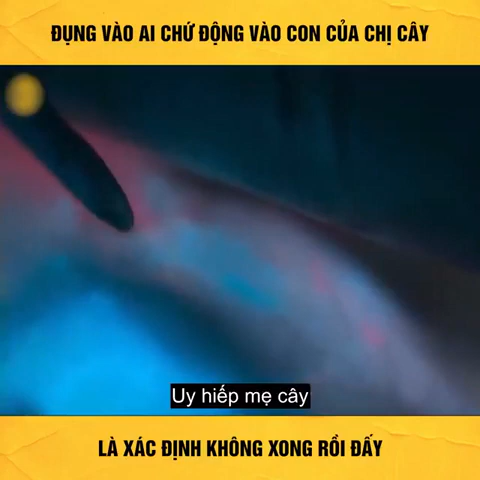 ĐỤNG VÀO AI CHỨ ĐỘNG VÀO CON CỦA CHỊ CÂY
Uy hiếp mẹ cây
LÀ XÁC ĐỊNH KHÔNG XONG RỒI ĐẤY